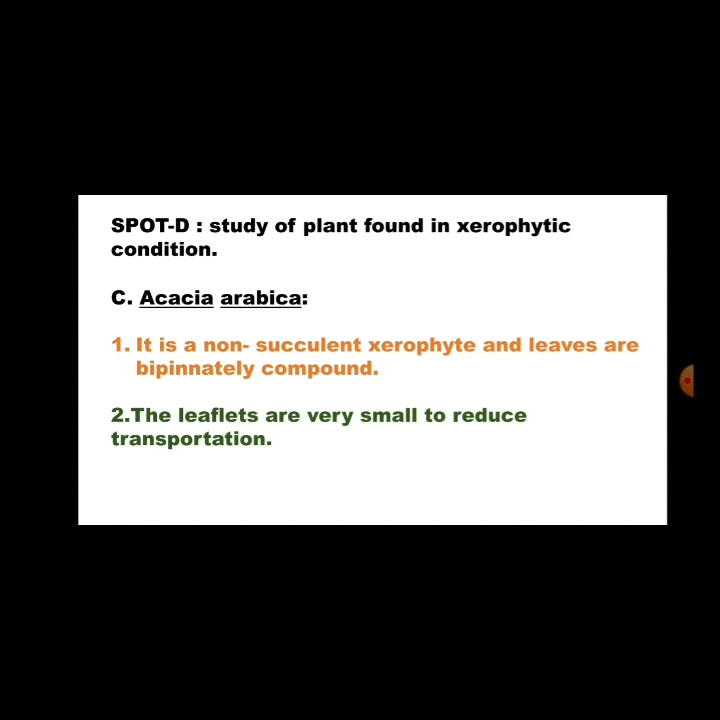 SPOT-D : study of plant found in xerophytic
condition.
C. Acacia arabica:
1. It is a non- succulent xerophyte and leaves are
bipinnately compound.
2.The leaflets are very small to reduce
transportation.